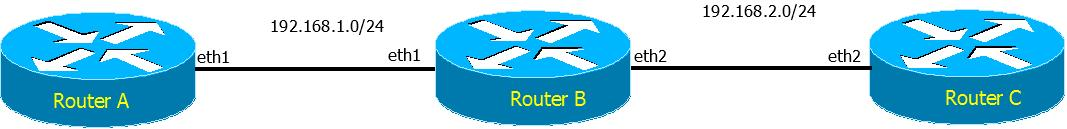 192.168.1.0/24
192.168.2.0/24
eth1
eth1
eth2
eth2
Router A
Router B
Router C